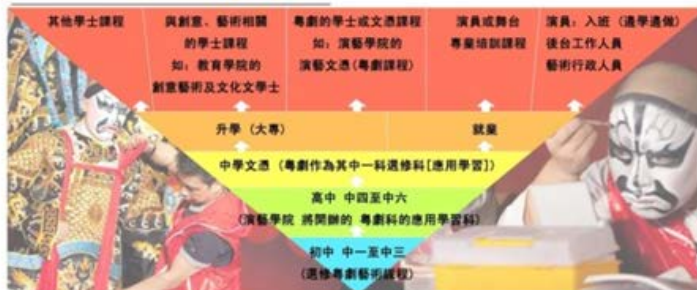 其他學士課程
與創意、藝術相關
的學士課程
如：教育學院的
創意藝術及文化文學士
粵劇的學士或文憑課程
如：演藝學院的
演藝文憑(粵劇課程)
演員或舞台
專業培訓課程
演員：入班（邊學邊做）
後台工作人員
藝術行政人員
升學（大專）
就業
中學文憑（粵劇作為其中一科選修科[應用學習]）
高中 中四至中六
(演藝學院 將開辦的 粵劇科的應用學習科)
初中 中一至中三
(選修粵劇藝術課程)